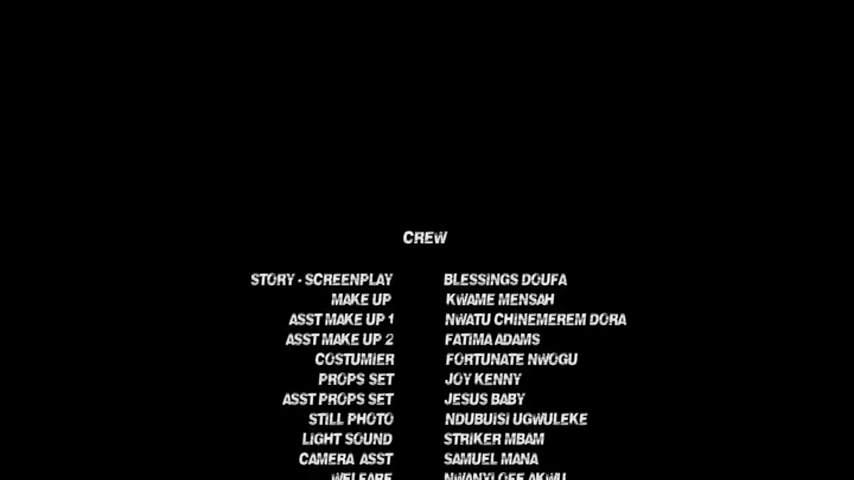 CREW
STORY - SCREENPLAY BLESSINGS DOUFA
MAKE UP KWAME MENSAH
ASST MAKE UP 1 NWATU CHINEMEREM DORA
ASST MAKE UP 2 FATIMA ADAMS
COSTUMIER FORTUNATE NWOGU
PROPS SET JOY KENNY
ASST PROPS SET JESUS BABY
STILL PHOTO NDUBUISI UGWULEKE
LIGHT SOUND STRIKER MBAM
CAMERA ASST SAMUEL MANA
WELFARE